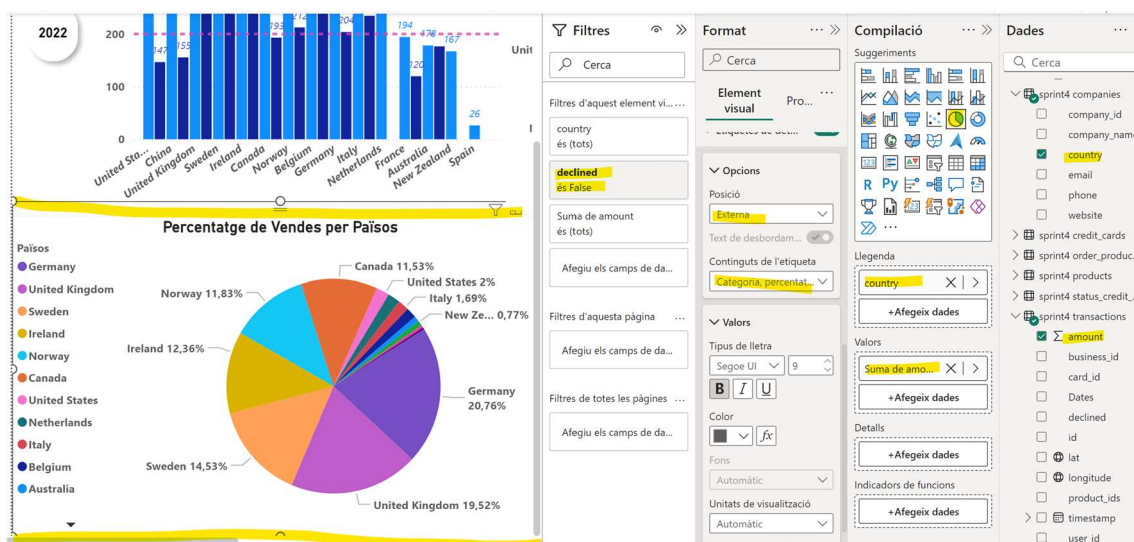 2022
200
100
0
147
155
193
212
204
194
120
178
167
26
United Sta...
China
United Kingdom
Sweden
Ireland
Canada
Norway
Belgium
Germany
Italy
Netherlands
France
Australia
New Zealand
Spain
Unit
Percentatge de Vendes per Països
Països
Germany
United Kingdom
Sweden
Ireland
Norway
Canada
United States
Netherlands
Italy
Belgium
Australia
Canada 11,53%
United States 2%
Italy 1,69%
New Ze... 0,77%
Norway 11,83%
Ireland 12,36%
Germany
20,76%
Sweden 14,53%
United Kingdom 19,52%
Filtres
Cerca
Filtres d'aquest element vi... ...
country
és (tots)
declined
és False
Suma de amount
és (tots)
Afegiu els camps de da...
Filtres d'aquesta pàgina ...
Afegiu els camps de da...
Filtres de totes les pàgines ...
Afegiu els camps de da...
Format ...
Cerca
Element
visual
Pro... ...
Opcions
Posició
Externa
Text de desbordam...
Continguts de l'etiqueta
Categoria, percentat...
Valors
Tipus de lletra
Segoe UI
9
B I U
Color
fx
Fons
Automàtic
Unitats de visualització
Automàtic
Compilació ...
Suggeriments
123
R Py
...
Llegenda
country
+Afegeix dades
Valors
Suma de amo...
+Afegeix dades
Detalls
+Afegeix dades
Indicadors de funcions
+Afegeix dades
Dades ...
Cerca
sprint4 companies
company_id
company_name
country
email
phone
website
sprint4 credit_cards
sprint4 order_produc...
sprint4 products
sprint4 status_credit_...
sprint4 transactions
Σ amount
business_id
card_id
Dates
declined
id
lat
longitude
product_ids
timestamp
user_id